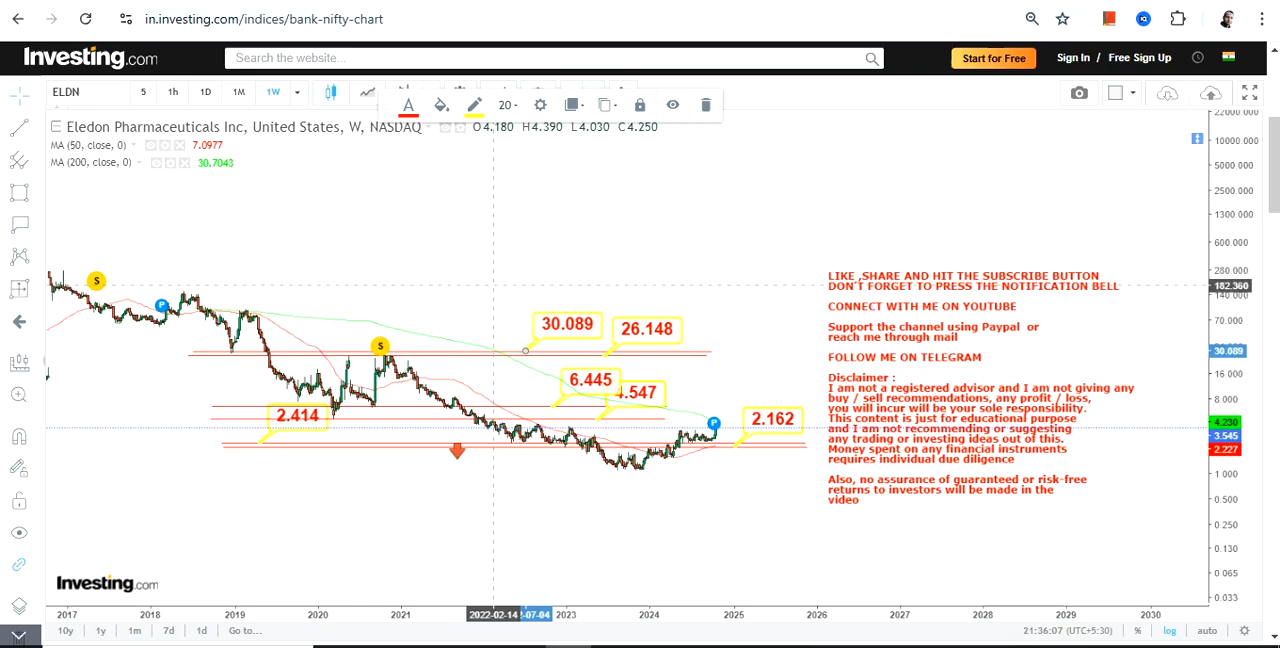 in.investing.com/indices/bank-nifty-chart
Investing.com
Search the website...
Start for Free
Sign In / Free Sign Up
ELDN
5
1h
1D
1M
1W
A
20
Eledon Pharmaceuticals Inc, United States, W, NASDAQ
O 4.180 H 4.390 L 4.030 C 4.250
MA (50, close, 0)
7.0977
MA (200, close, 0)
30.7043
S
P
S
P
30.089
26.148
6.445
4.547
2.414
2.162
LIKE ,SHARE AND HIT THE SUBSCRIBE BUTTON
DON'T FORGET TO PRESS THE NOTIFICATION BELL
CONNECT WITH ME ON YOUTUBE
Support the channel using Paypal or
reach me through mail
FOLLOW ME ON TELEGRAM
Disclaimer :
I am not a registered advisor and I am not giving any
buy / sell recommendations, any profit / loss,
you will incur will be your sole responsibility.
This content is just for educational purpose
and I am not recommending or suggesting
any trading or investing ideas out of this.
Money spent on any financial instruments
requires individual due diligence
Also, no assurance of guaranteed or risk-free
returns to investors will be made in the
video
10000.000
5000.000
2500.000
1300.000
600.000
280.000
182.360
140.000
70.000
30.089
16.000
8.000
4.230
3.545
2.227
1.000
0.500
0.250
0.130
0.065
0.033
Investing.com
2017
2018
2019
2020
2021
2022-02-14
-07-04
2023
2024
2025
2026
2027
2028
2029
2030
10y
1y
1m
7d
1d
Go to...
21:36:07 (UTC+5:30)
%
log
auto